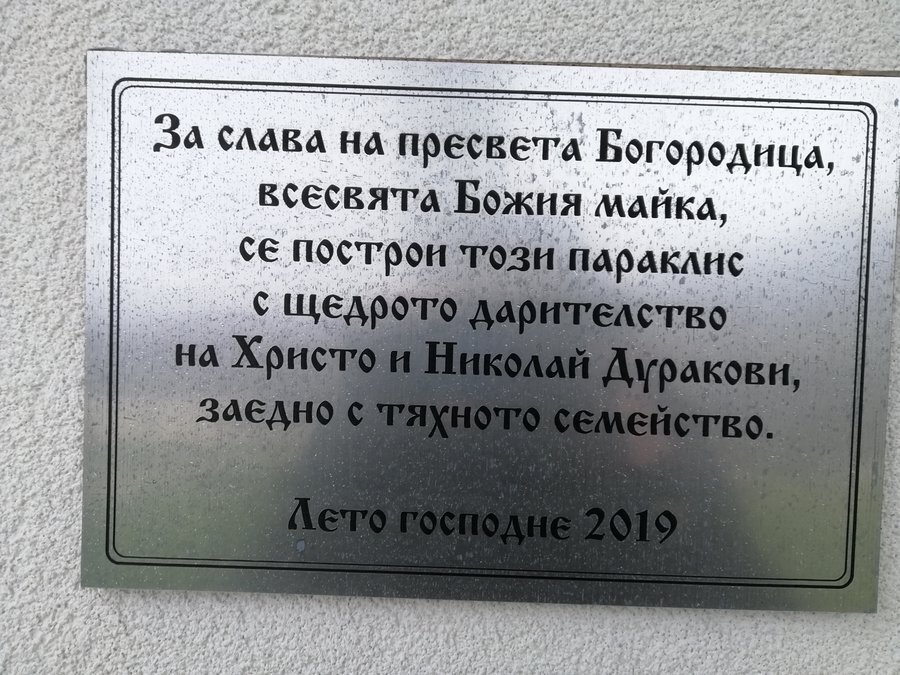 За слава на пресвета Богородица,
всесвята Божия майка,
се построи този параклис
с щедрото дарителство
на Христо и Николай Дуракови,
заедно с тяхното семейство.
Лето господне 2019